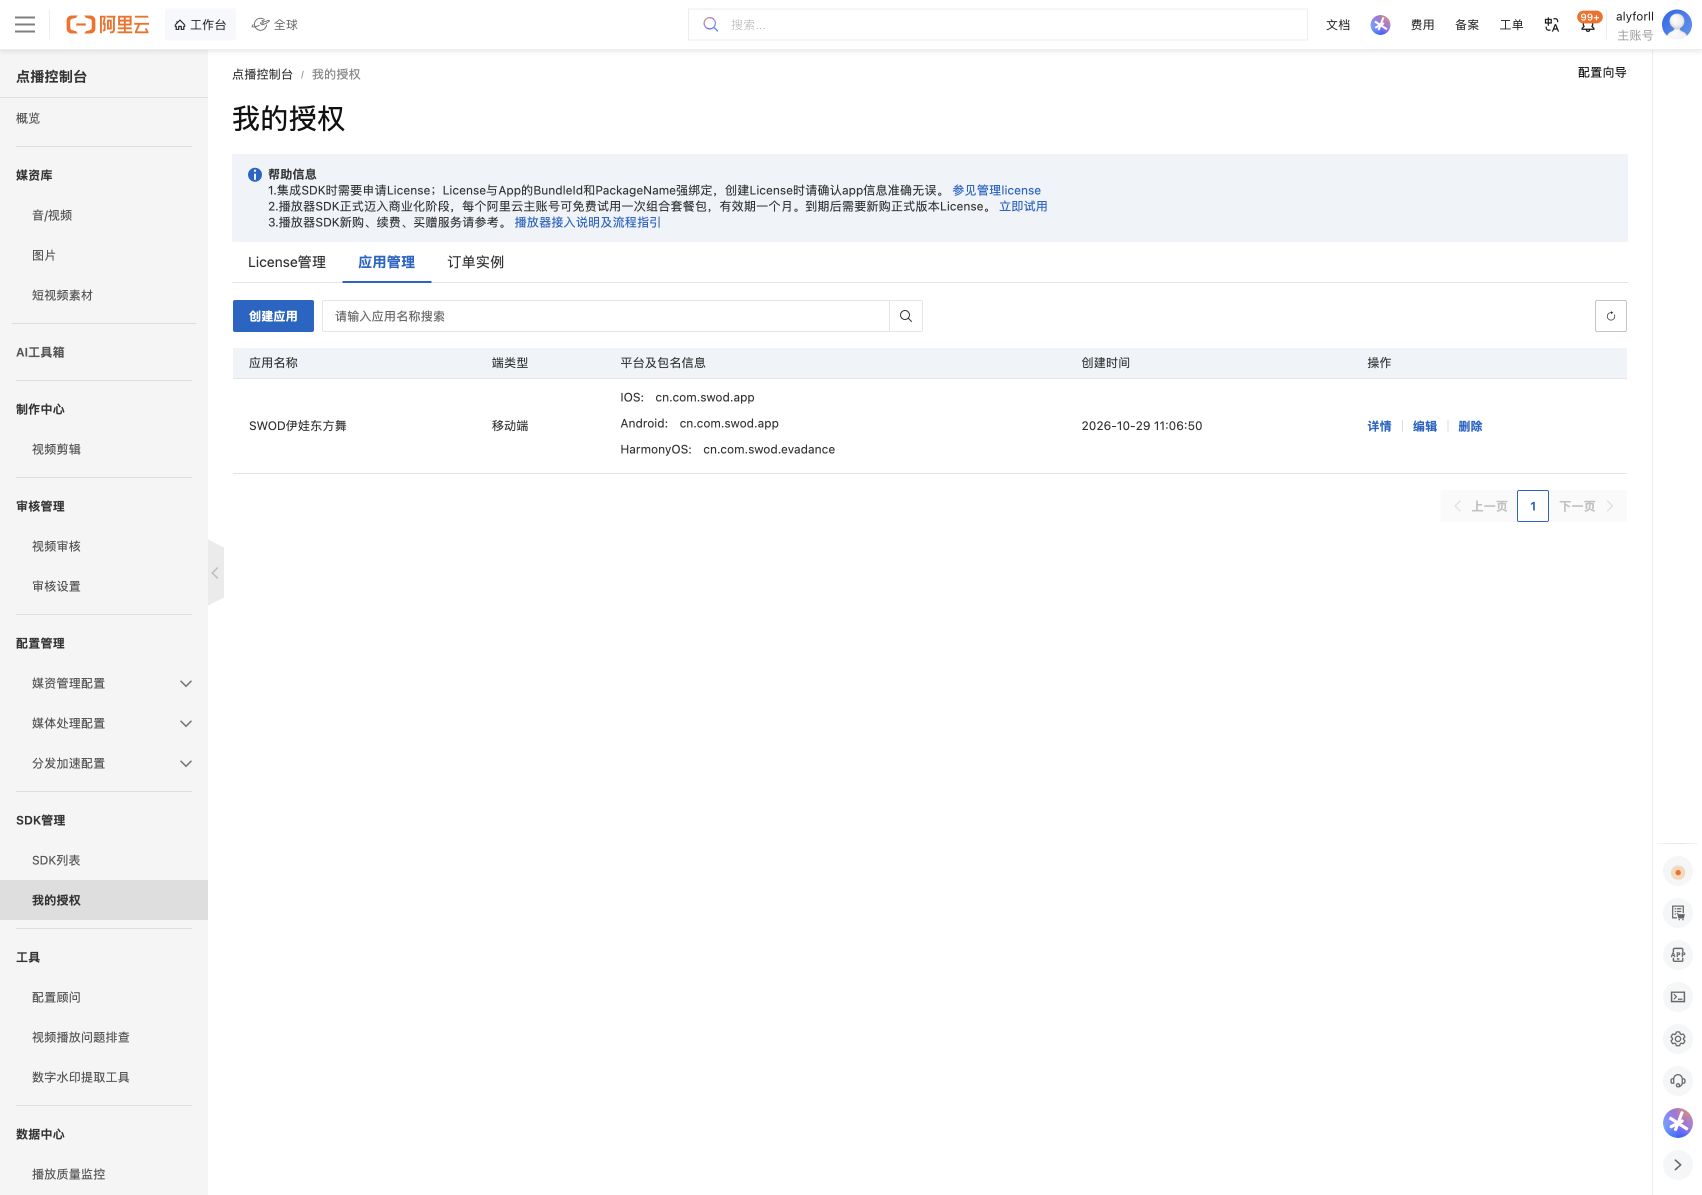 阿里云
工作台
全球
搜索...
文档
费用
备案
工单
99+
alyforll
主账号
点播控制台
概览
媒资库
音/视频
图片
短视频素材
AI工具箱
制作中心
视频剪辑
审核管理
视频审核
审核设置
配置管理
媒资管理配置
媒体处理配置
分发加速配置
SDK管理
SDK列表
我的授权
工具
配置顾问
视频播放问题排查
数字水印提取工具
数据中心
播放质量监控
点播控制台 / 我的授权
配置向导
我的授权
帮助信息
1.集成SDK时需要申请License；License与App的BundleId和PackageName强绑定，创建License时请确认app信息准确无误。 参见管理license
2.播放器SDK正式迈入商业化阶段，每个阿里云主账号可免费试用一次组合套餐包，有效期一个月。到期后需要新购正式版本License。 立即试用
3.播放器SDK新购、续费、买赠服务请参考。 播放器接入说明及流程指引
License管理 应用管理 订单实例
创建应用 请输入应用名称搜索
应用名称 端类型 平台及包名信息 创建时间 操作
IOS: cn.com.swod.app
SWOD伊娃东方舞 移动端 Android: cn.com.swod.app 2026-10-29 11:06:50 详情 编辑 删除
HarmonyOS: cn.com.swod.evadance
上一页 1 下一页